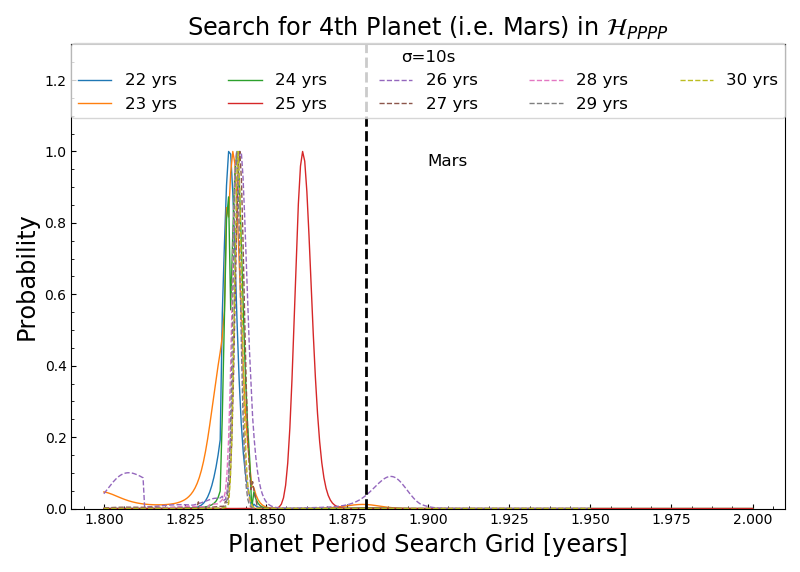 Search for 4th Planet (i.e. Mars) in ℋ_PPPP
σ=10s
22 yrs 24 yrs 26 yrs 28 yrs 30 yrs
23 yrs 25 yrs 27 yrs 29 yrs
Mars
Probability
1.2
1.0
0.8
0.6
0.4
0.2
0.0
1.800 1.825 1.850 1.875 1.900 1.925 1.950 1.975 2.000
Planet Period Search Grid [years]